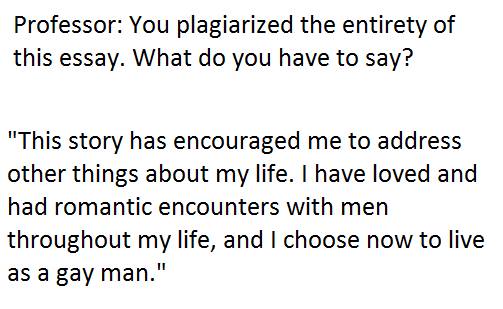 Professor: You plagiarized the entirety of
this essay. What do you have to say?
"This story has encouraged me to address
other things about my life. I have loved and
had romantic encounters with men
throughout my life, and I choose now to live
as a gay man."